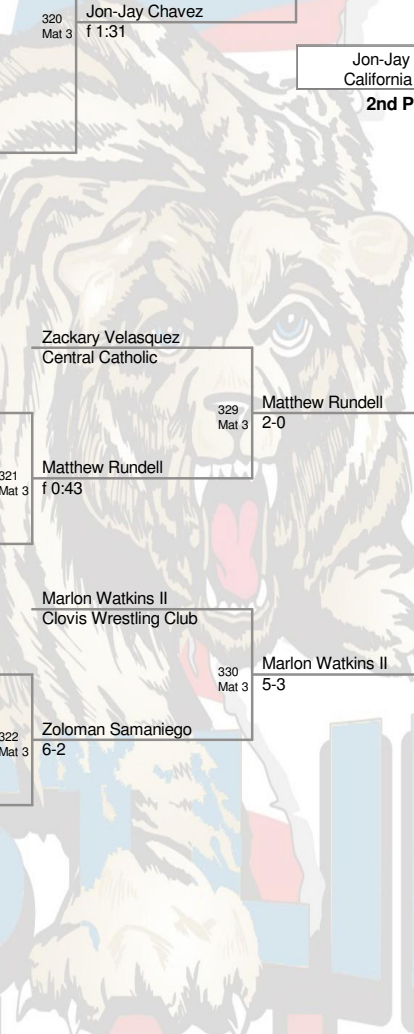 320
Mat 3
Jon-Jay Chavez
f 1:31
Jon-Jay
California
2nd P
Zackary Velasquez
Central Catholic
329
Mat 3
Matthew Rundell
2-0
321
Mat 3
Matthew Rundell
f 0:43
Marlon Watkins II
Clovis Wrestling Club
330
Mat 3
Marlon Watkins II
5-3
322
Mat 3
Zoloman Samaniego
6-2